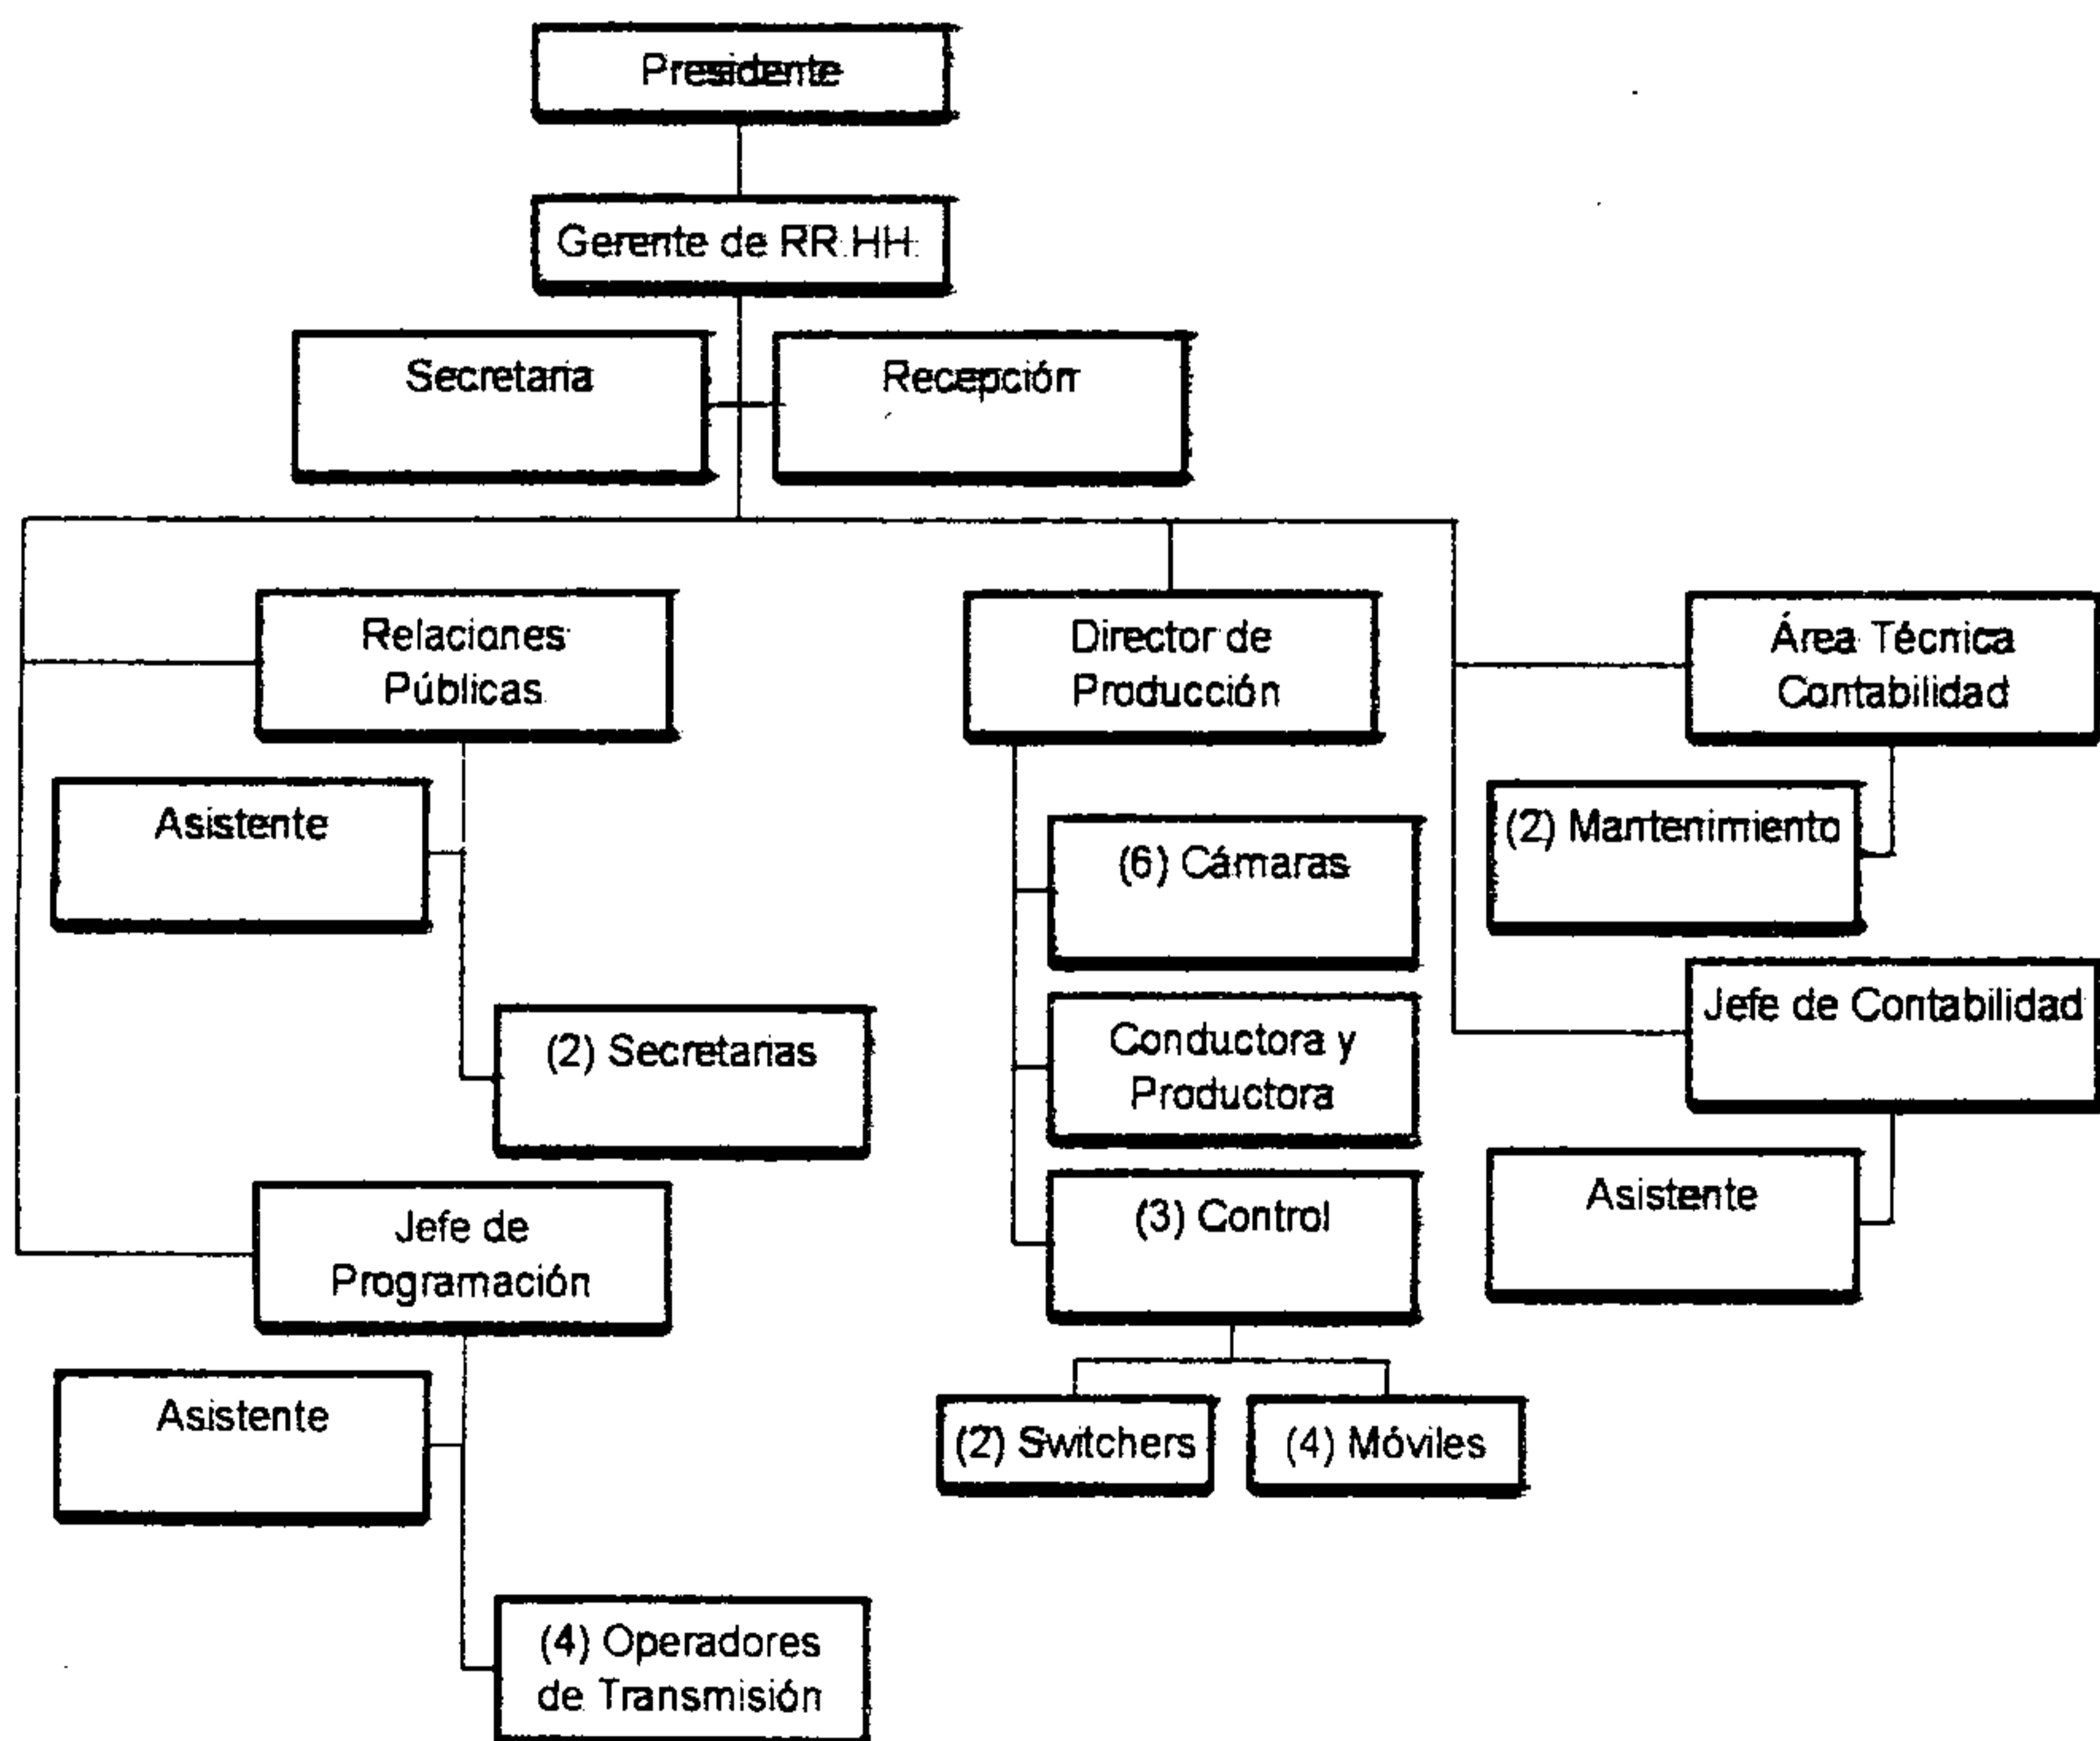 Presidente
Gerente de RR.HH.
Secretaria
Recepción
Relaciones
Públicas
Director de
Producción
Área Técnica
Contabilidad
Asistente
(6) Cámaras
(2) Mantenimiento
(2) Secretarias
Conductora y
Productora
Jefe de Contabilidad
Jefe de
Programación
(3) Control
Asistente
Asistente
(2) Switchers
(4) Móviles
(4) Operadores
de Transmisión